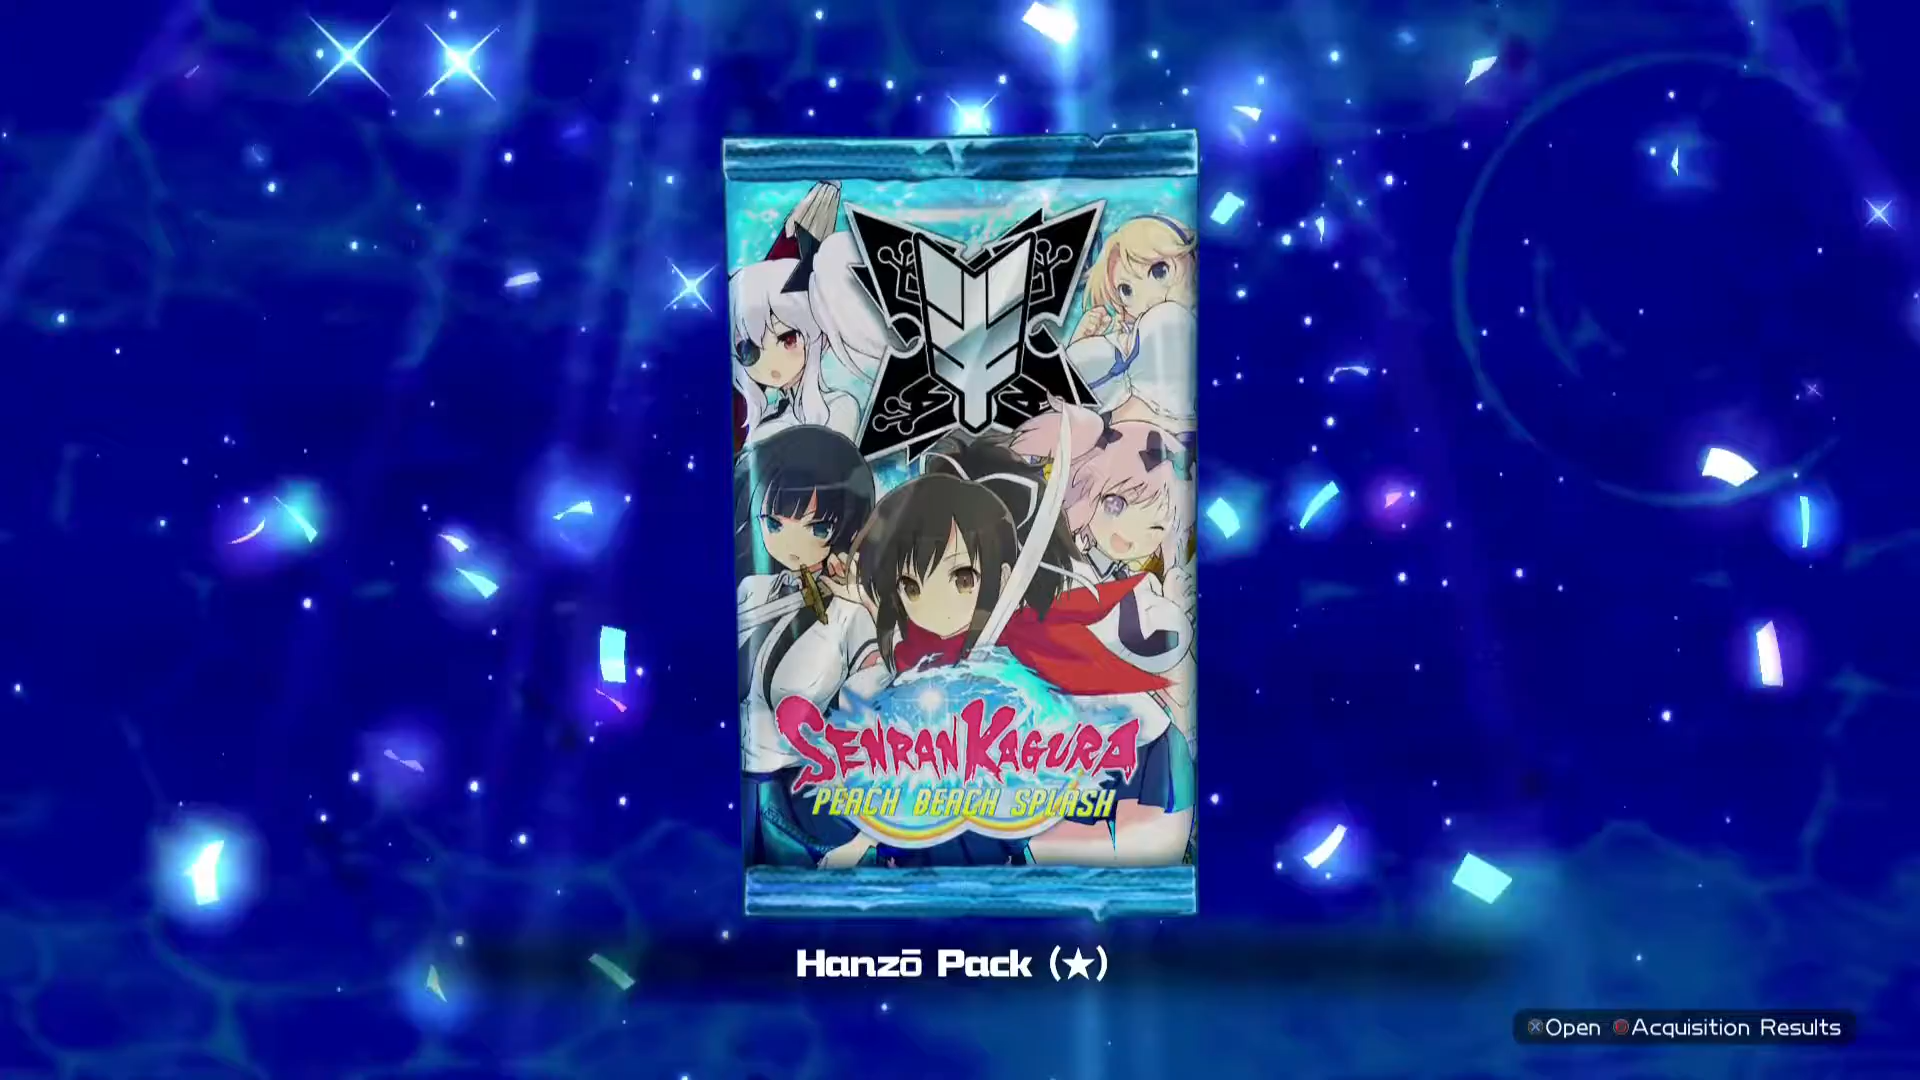 SENRAN KAGURA
PEACH BEACH SPLASH
Hanzō Pack (★)
Open Acquisition Results